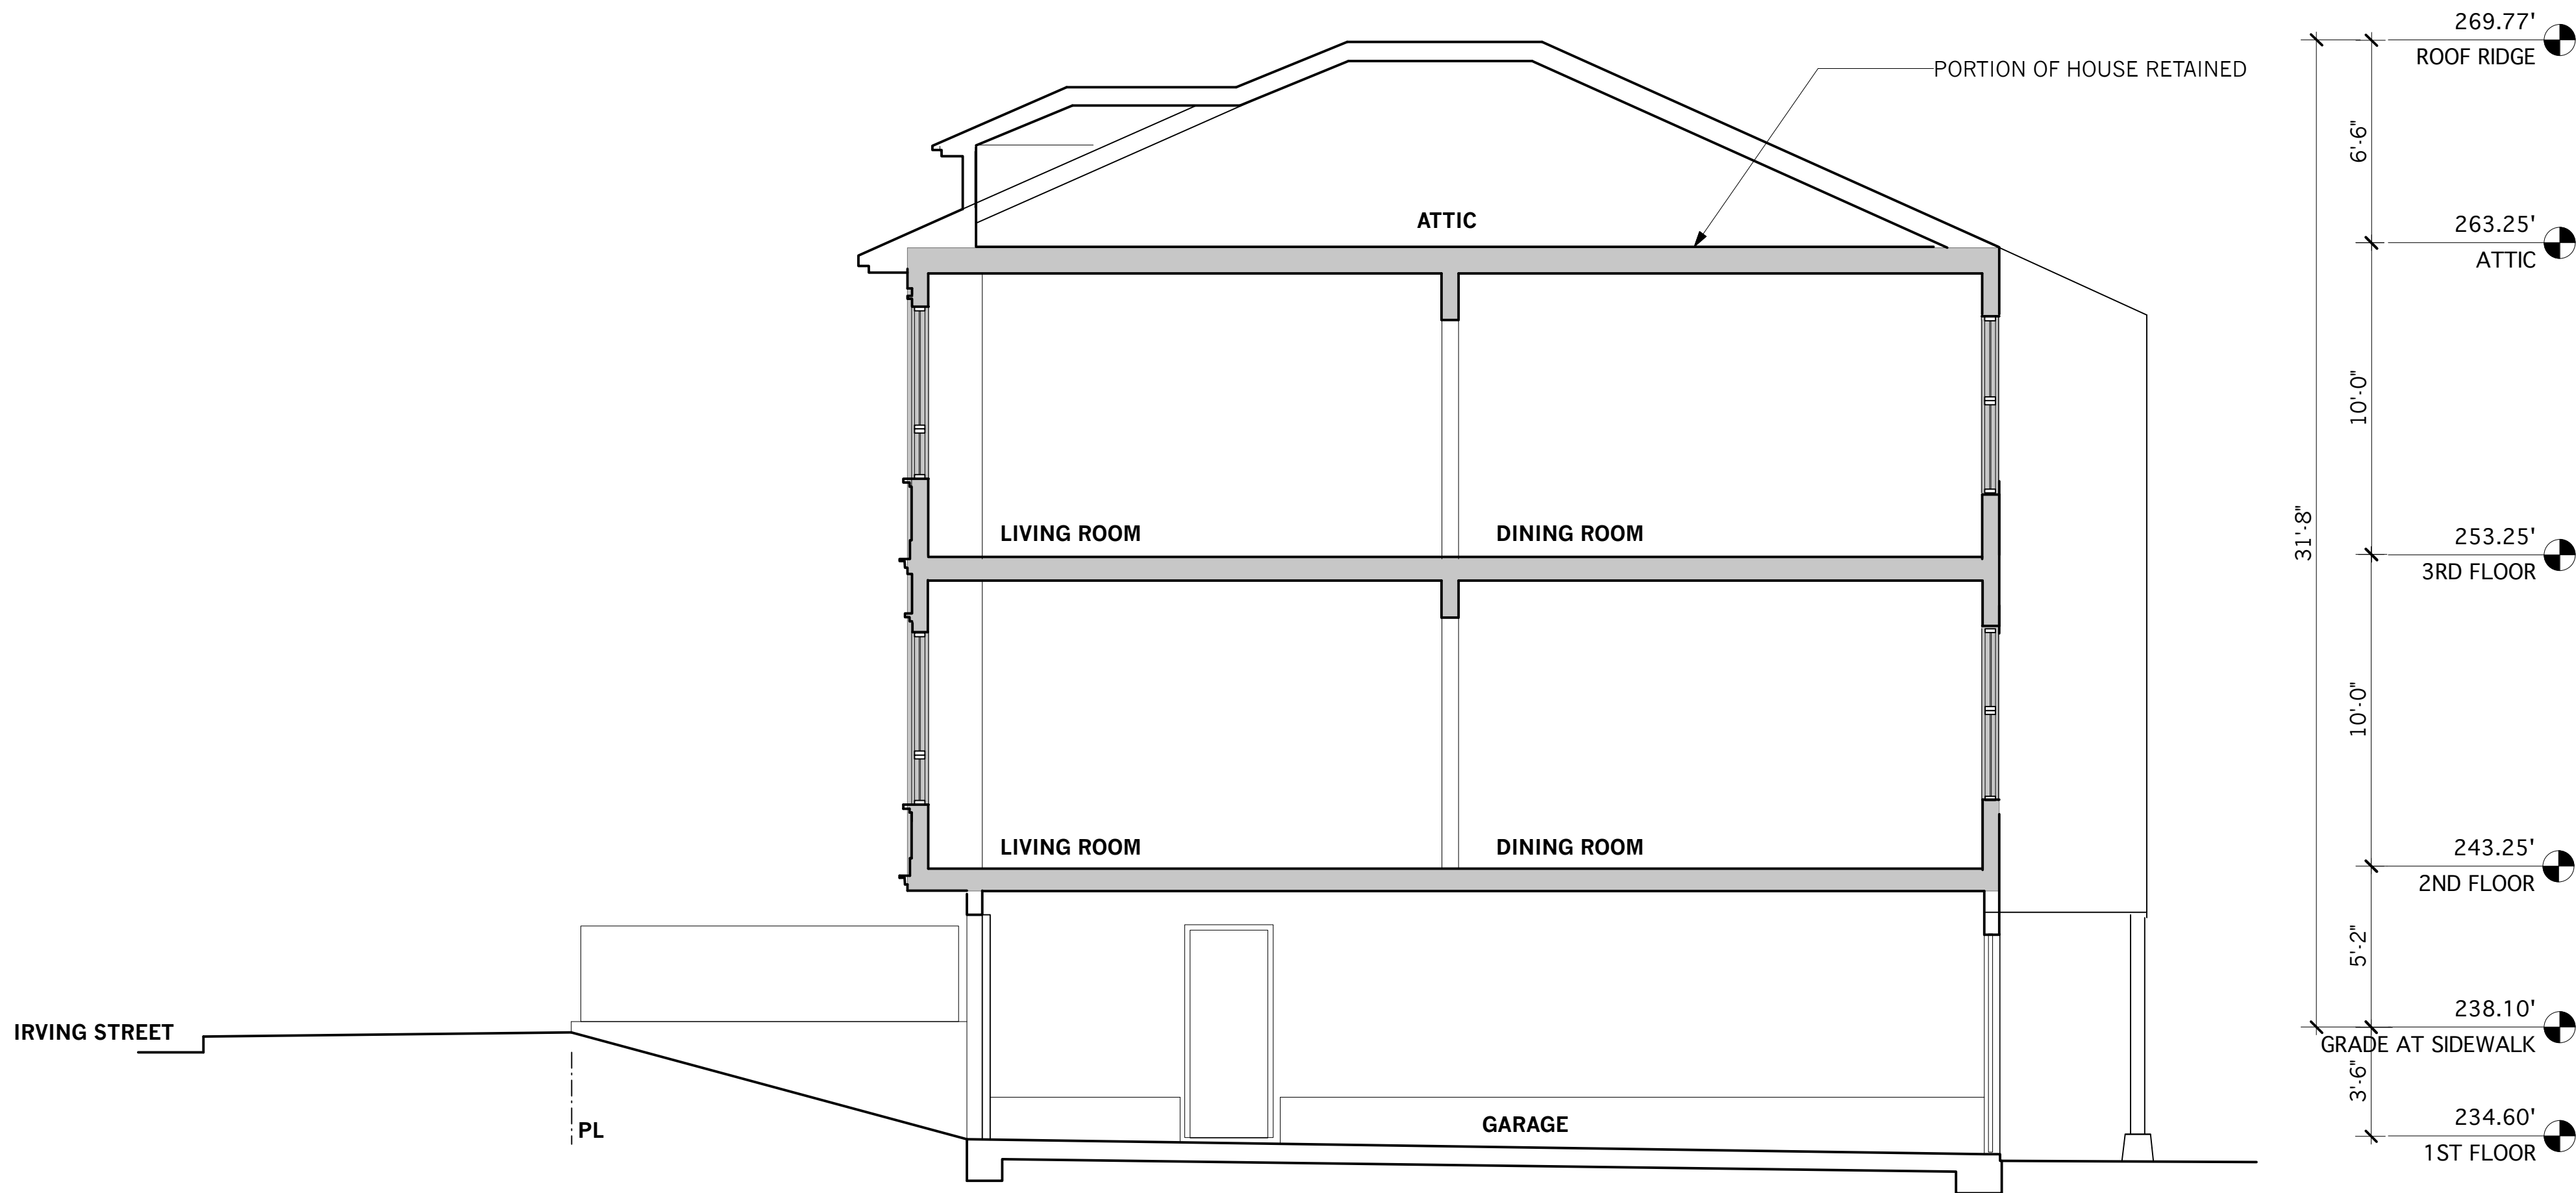 269.77'
ROOF RIDGE
PORTION OF HOUSE RETAINED
6'-6"
ATTIC
263.25'
ATTIC
10'-0"
LIVING ROOM
DINING ROOM
31'-8"
253.25'
3RD FLOOR
10'-0"
LIVING ROOM
DINING ROOM
243.25'
2ND FLOOR
5'-2"
IRVING STREET
238.10'
GRADE AT SIDEWALK
3'-6"
PL
GARAGE
234.60'
1ST FLOOR